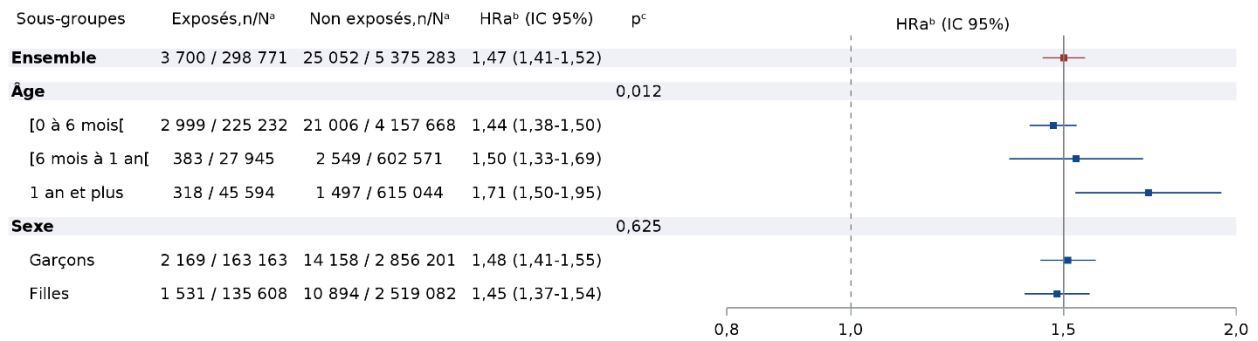 Sous-groupes Exposés,n/Nᵃ Non exposés,n/Nᵃ HRaᵇ (IC 95%) pᶜ HRaᵇ (IC 95%)
Ensemble 3 700 / 298 771 25 052 / 5 375 283 1,47 (1,41-1,52)
Âge 0,012
[0 à 6 mois[ 2 999 / 225 232 21 006 / 4 157 668 1,44 (1,38-1,50)
[6 mois à 1 an[ 383 / 27 945 2 549 / 602 571 1,50 (1,33-1,69)
1 an et plus 318 / 45 594 1 497 / 615 044 1,71 (1,50-1,95)
Sexe 0,625
Garçons 2 169 / 163 163 14 158 / 2 856 201 1,48 (1,41-1,55)
Filles 1 531 / 135 608 10 894 / 2 519 082 1,45 (1,37-1,54)
0,8 1,0 1,5 2,0